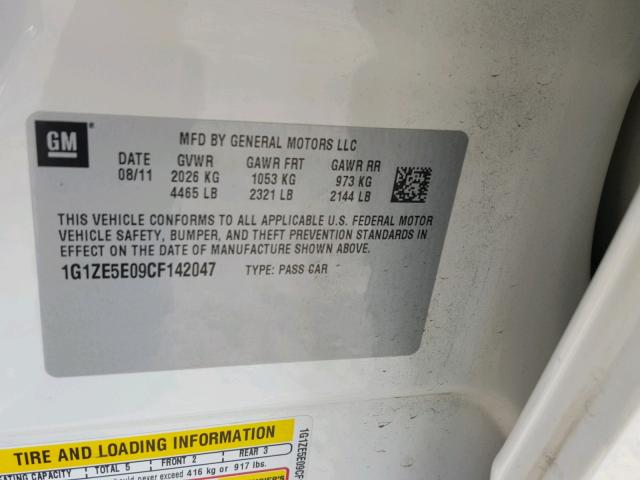 GM
MFD BY GENERAL MOTORS LLC
DATE GVWR GAWR FRT GAWR RR
08/11 2026 KG 1053 KG 973 KG
4465 LB 2321 LB 2144 LB
THIS VEHICLE CONFORMS TO ALL APPLICABLE U.S. FEDERAL MOTOR
VEHICLE SAFETY, BUMPER, AND THEFT PREVENTION STANDARDS IN
EFFECT ON THE DATE OF MANUFACTURE SHOWN ABOVE.
1G1ZE5E09CF142047 TYPE: PASS CAR
TIRE AND LOADING INFORMATION
CAPACITY TOTAL 5 FRONT 2 REAR 3
should never exceed 416 kg or 917 lbs.
1G1ZE5E09CF